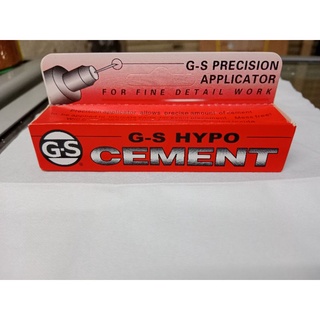 G-S PRECISION
APPLICATOR
FOR FINE DETAIL WORK
G-S HYPO
G-S
CEMENT